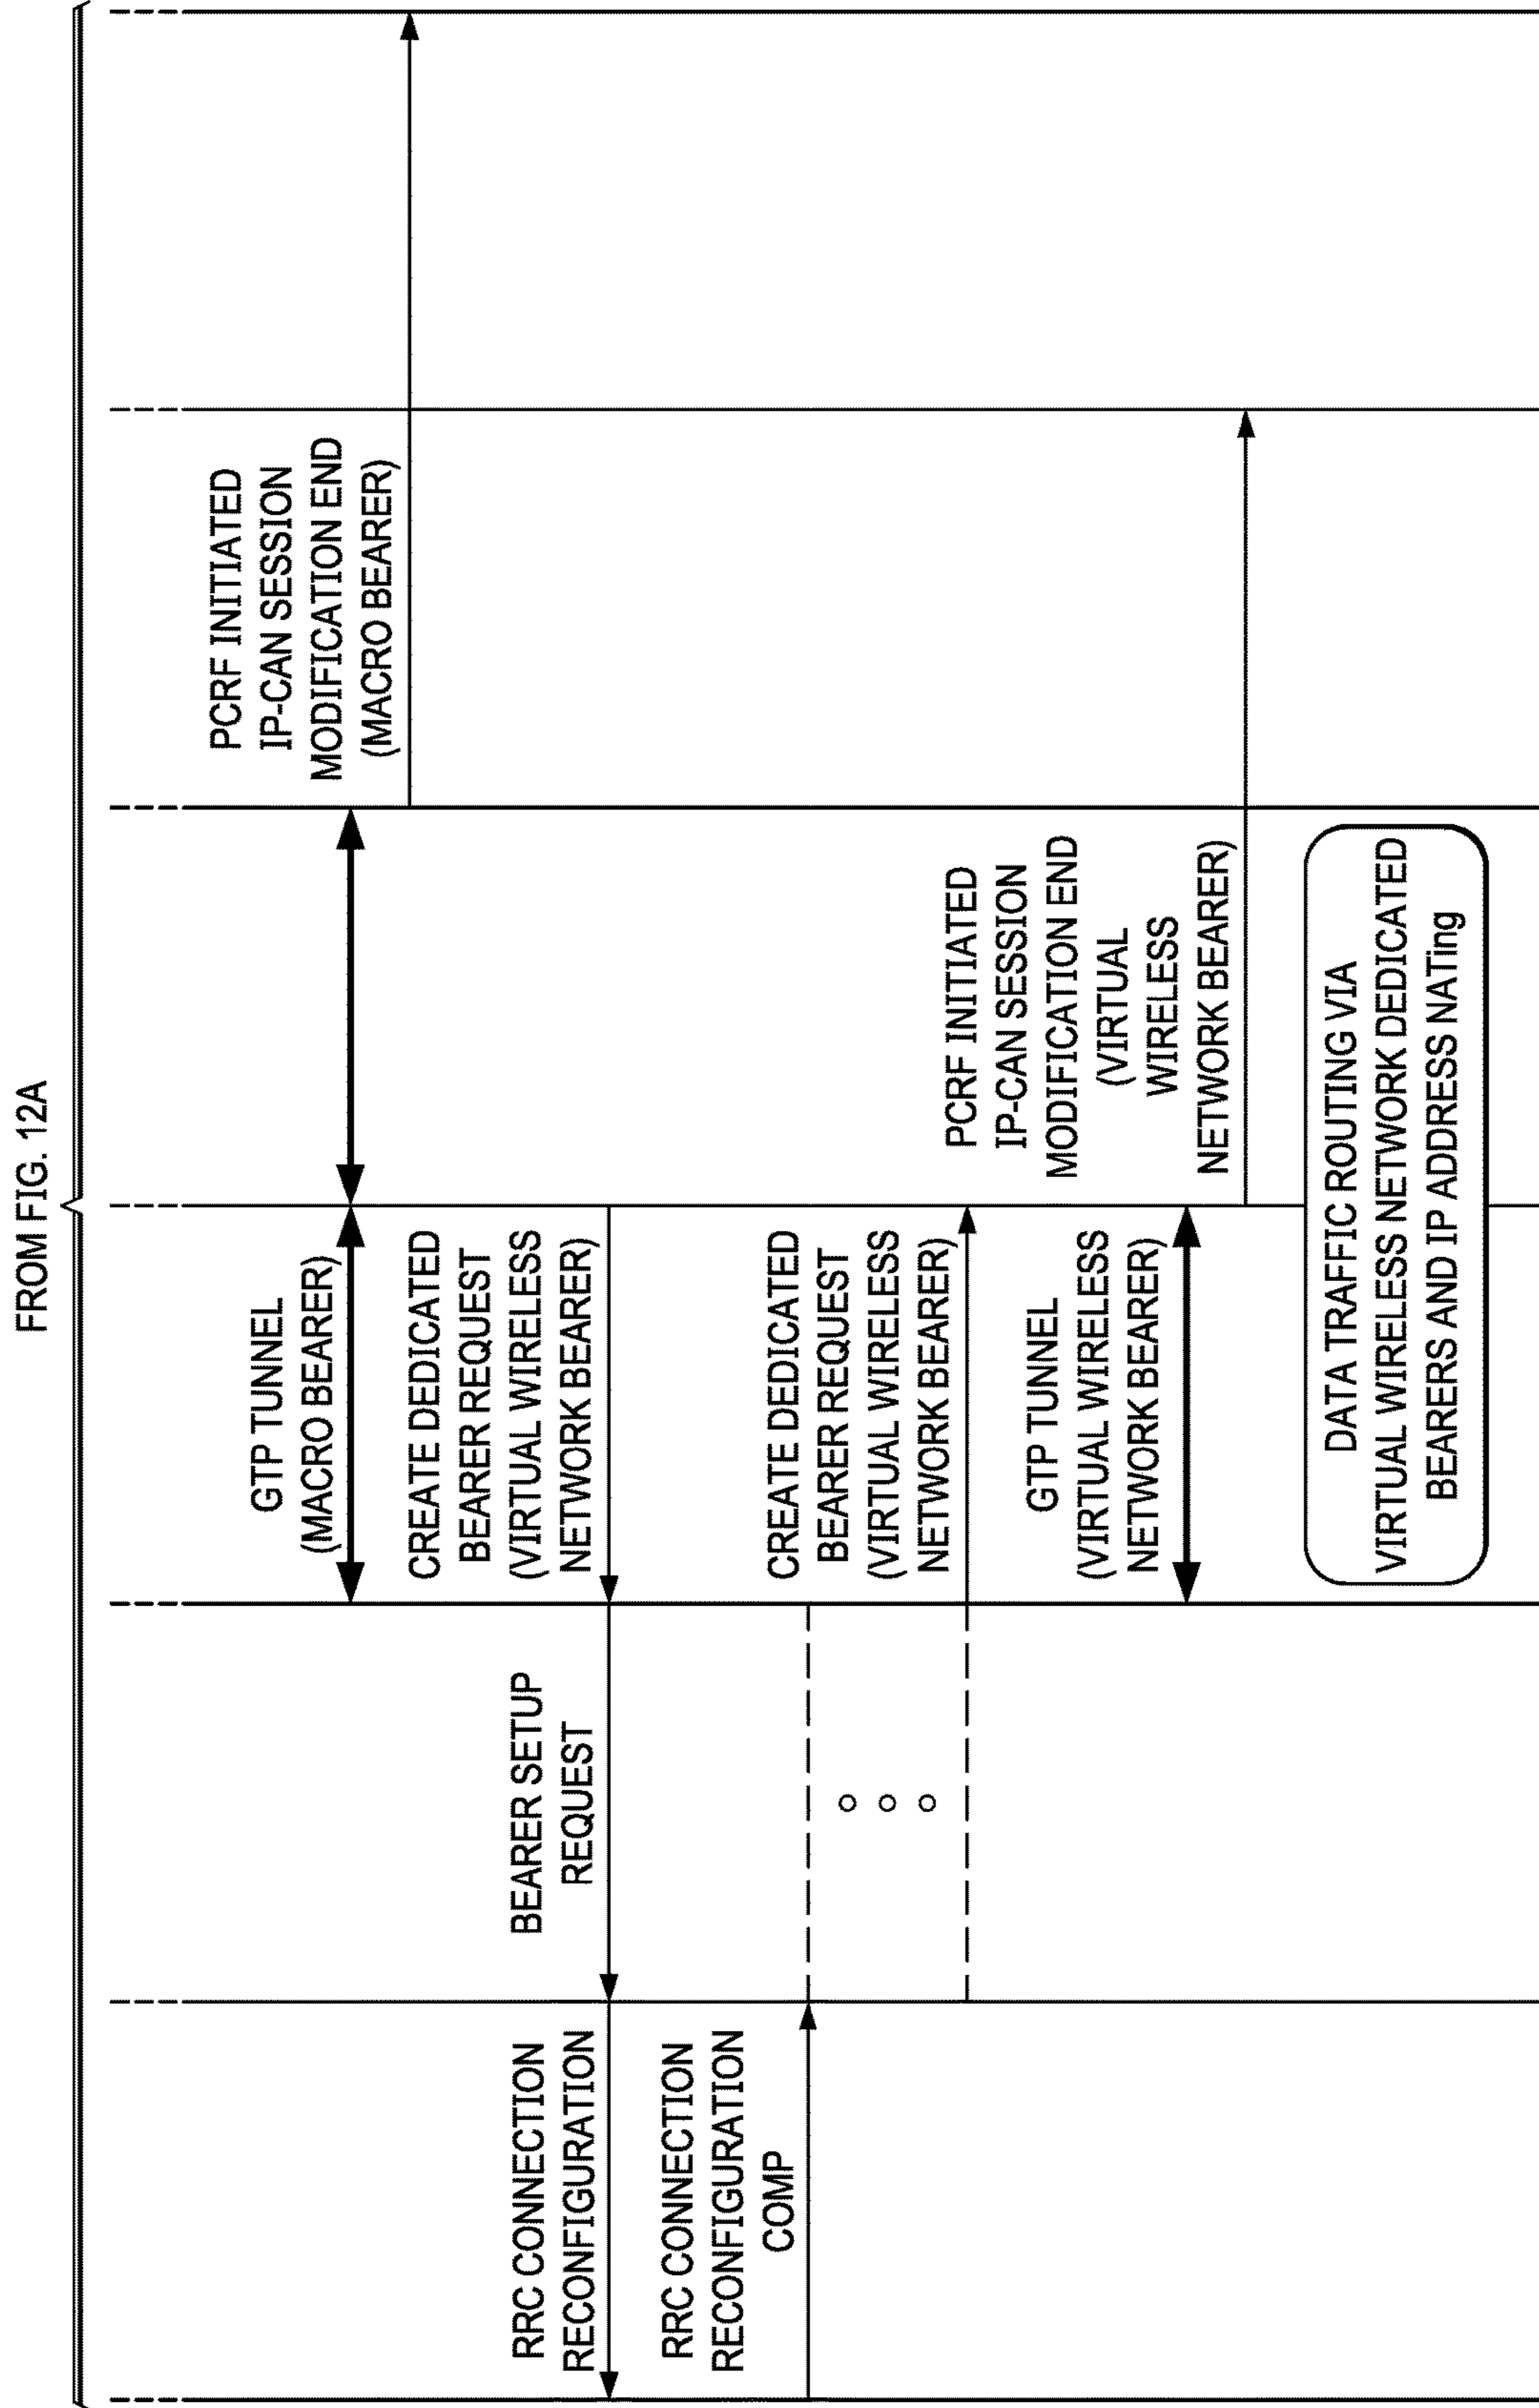 FROM FIG. 12A
PCRF INITIATED
IP-CAN SESSION
MODIFICATION END
(MACRO BEARER)
GTP TUNNEL
(MACRO BEARER)
CREATE DEDICATED
BEARER REQUEST
(VIRTUAL WIRELESS
NETWORK BEARER)
BEARER SETUP
REQUEST
RRC CONNECTION
RECONFIGURATION
RRC CONNECTION
RECONFIGURATION
COMP
CREATE DEDICATED
BEARER REQUEST
(VIRTUAL WIRELESS
NETWORK BEARER)
PCRF INITIATED
IP-CAN SESSION
MODIFICATION END
(VIRTUAL
WIRELESS
NETWORK BEARER)
GTP TUNNEL
(VIRTUAL WIRELESS
NETWORK BEARER)
DATA TRAFFIC ROUTING VIA
VIRTUAL WIRELESS NETWORK DEDICATED
BEARERS AND IP ADDRESS NATing